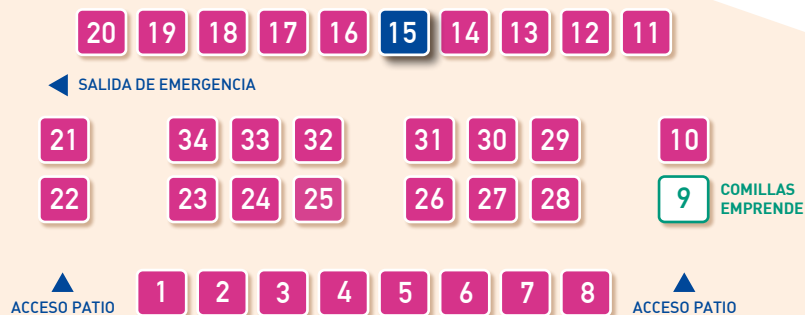 20 19 18 17 16 15 14 13 12 11
SALIDA DE EMERGENCIA
21 34 33 32 31 30 29 10
22 23 24 25 26 27 28 9 COMILLAS
EMPRENDE
1 2 3 4 5 6 7 8
ACCESO PATIO ACCESO PATIO